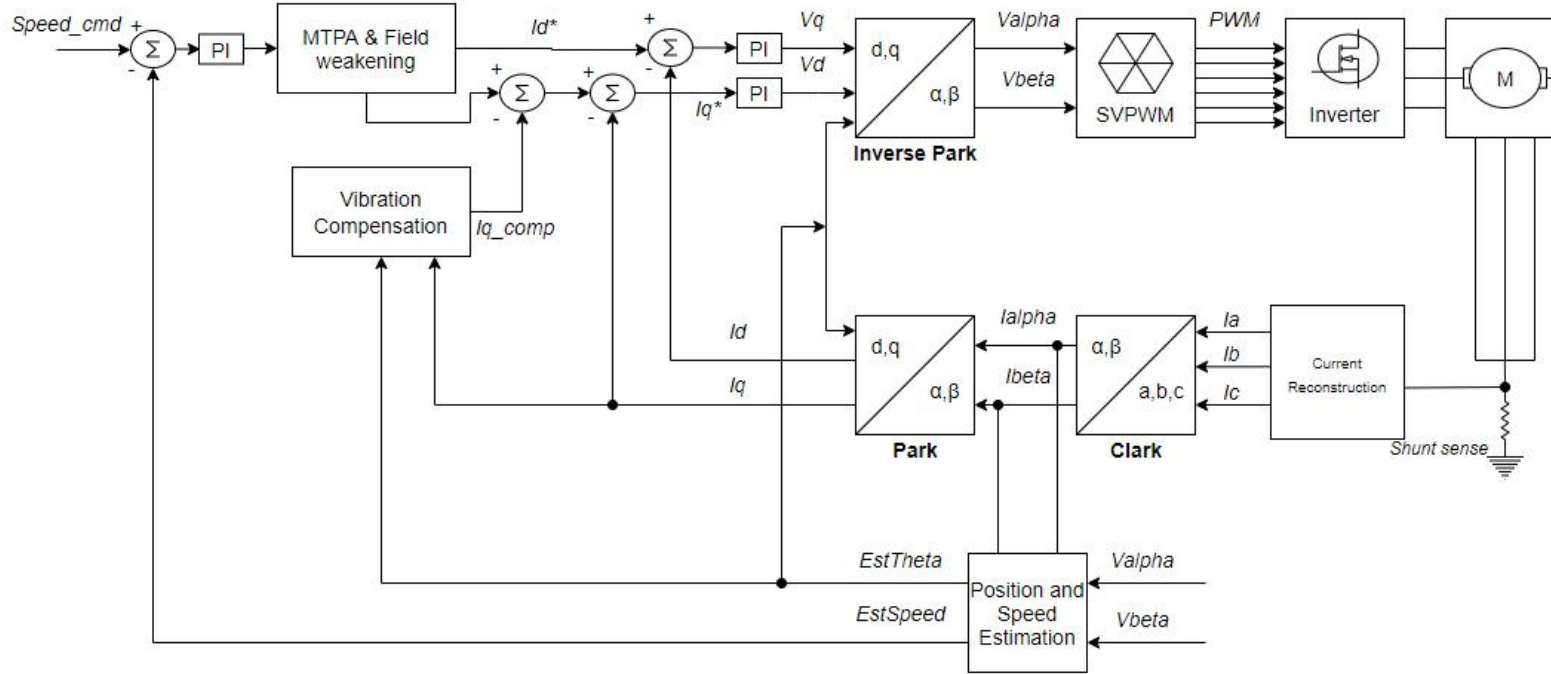 Speed_cmd
+
Σ
-
PI
MTPA & Field
weakening
Id*
+
Σ
-
PI
Vq
d,q
α,β
Inverse Park
Valpha
SVPWM
PWM
Inverter
M
+
Σ
-
+
Σ
-
Iq*
PI
Vd
Vbeta
Vibration
Compensation
Iq_comp
Id
Iq
d,q
α,β
Park
Ialpha
Ibeta
α,β
a,b,c
Clark
Ia
Ib
Ic
Current
Reconstruction
Shunt sense
EstTheta
EstSpeed
Position and
Speed
Estimation
Valpha
Vbeta